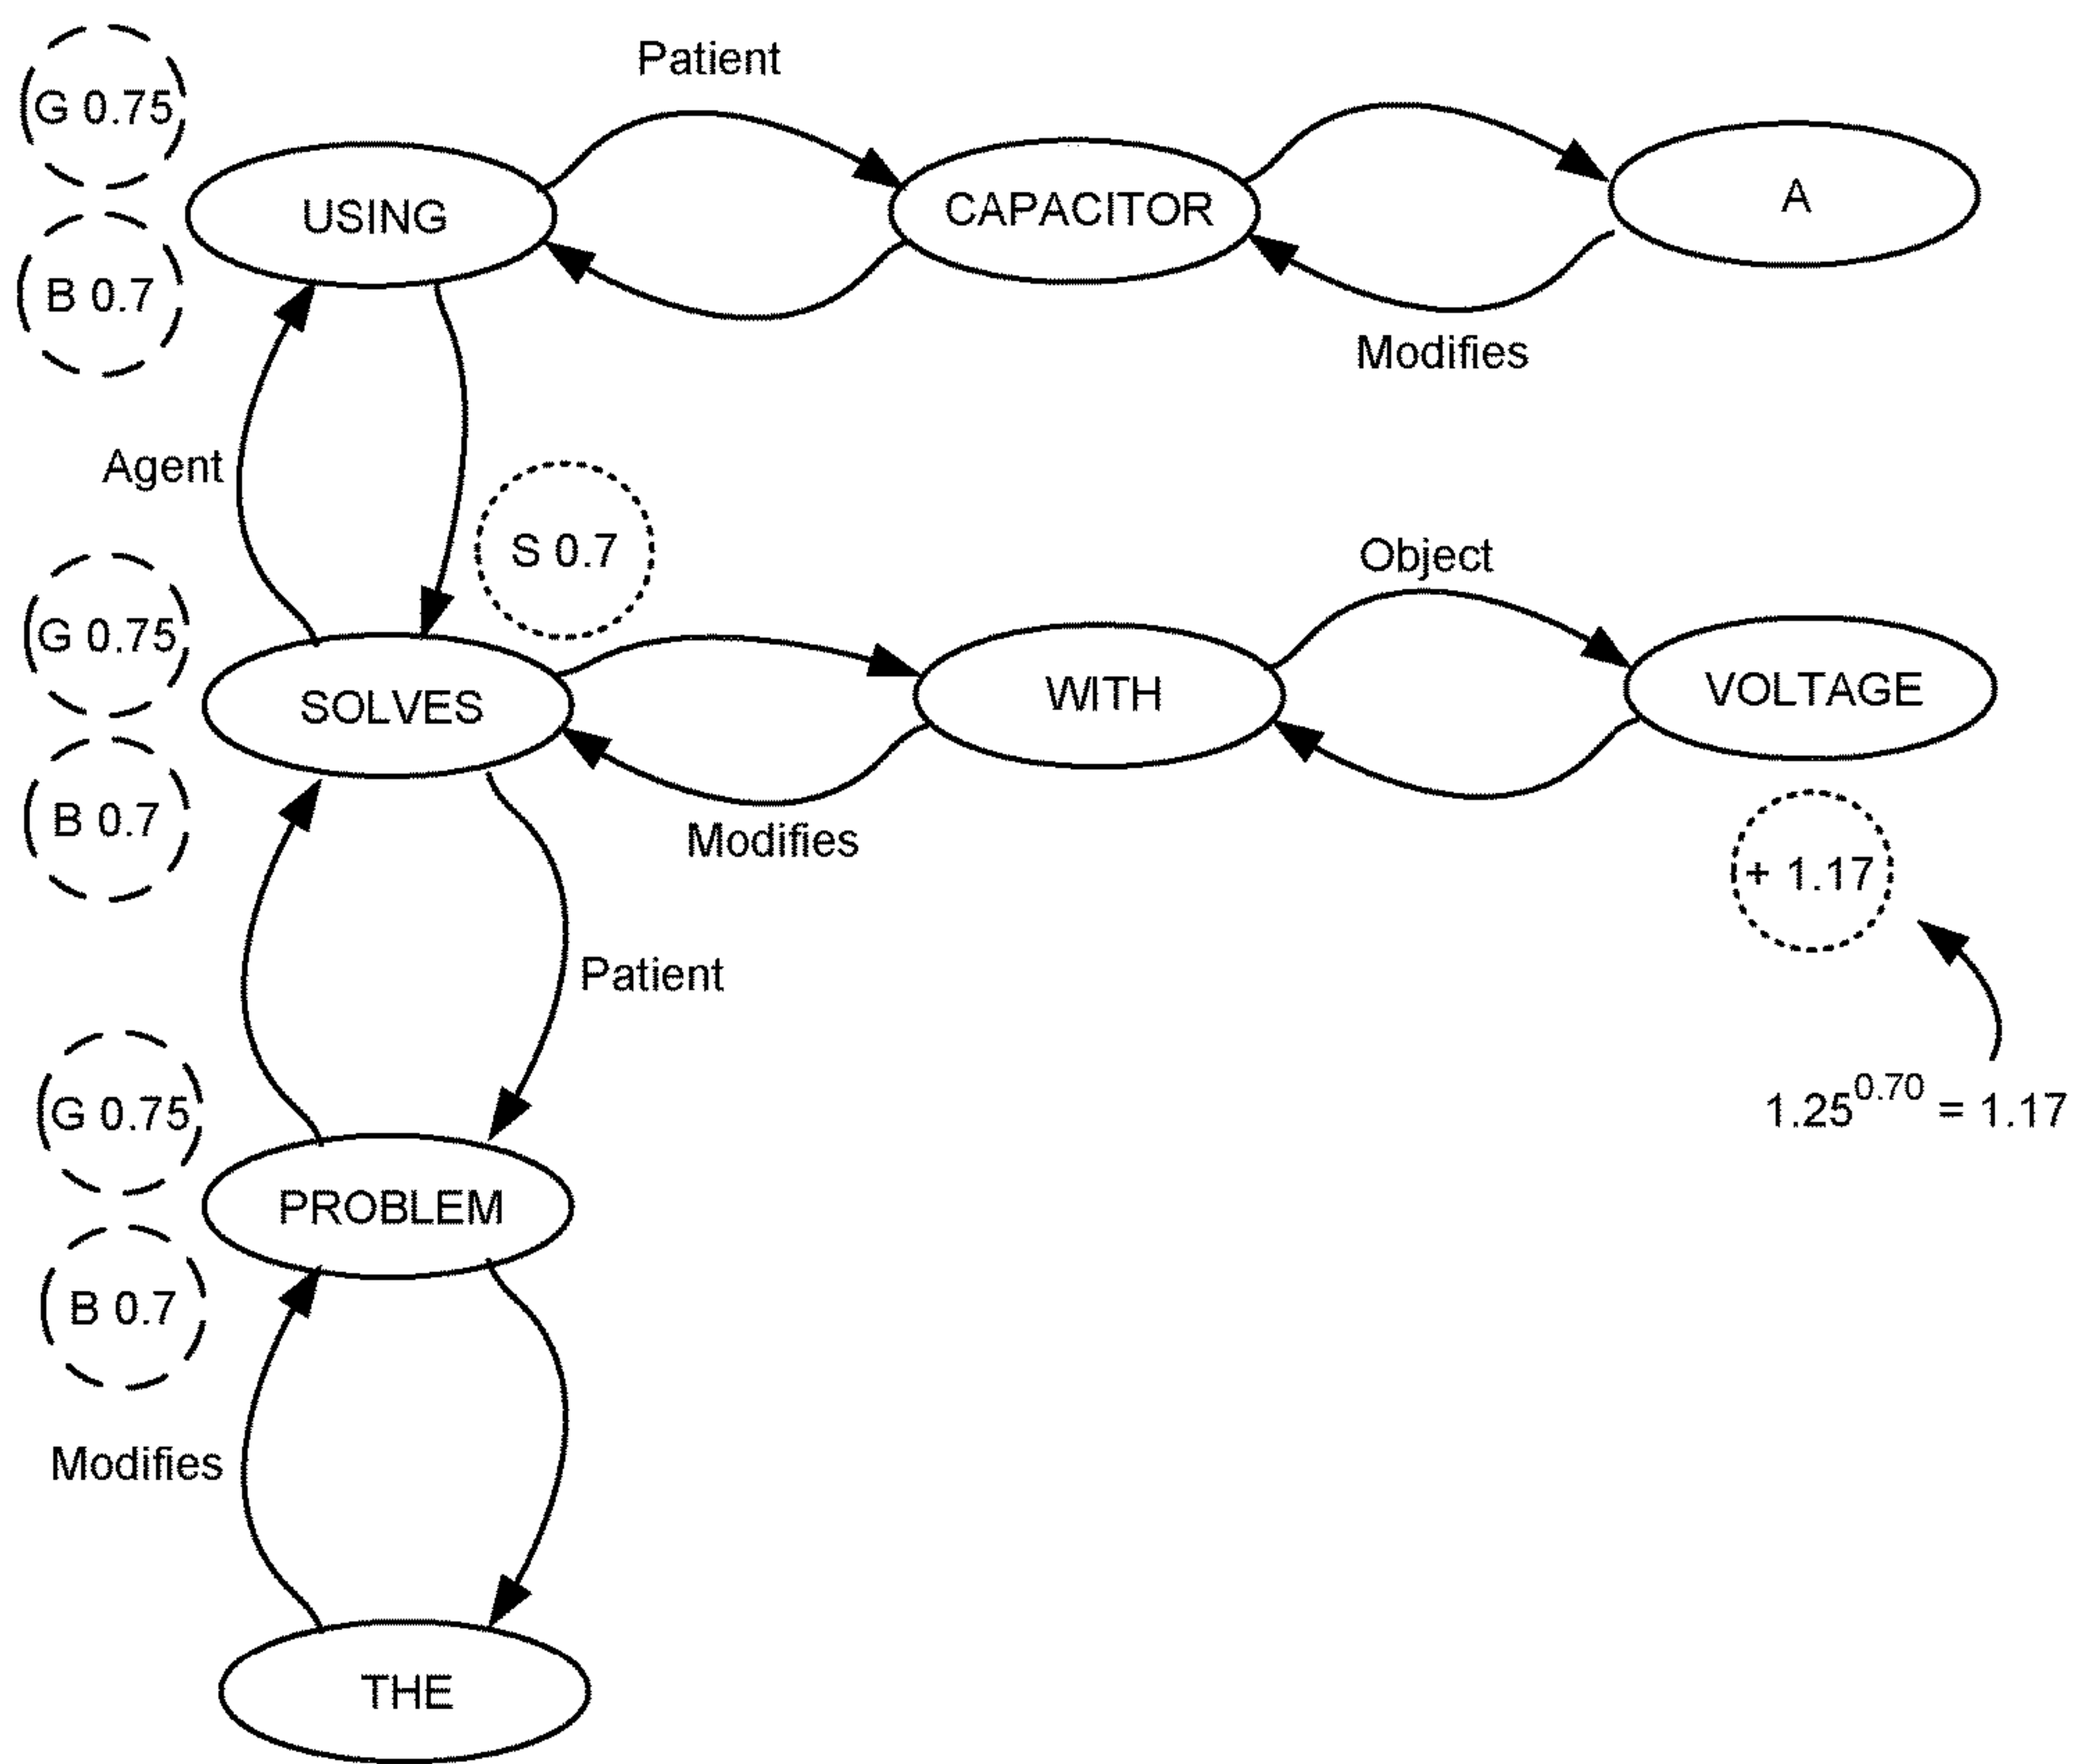 Patient
G 0.75
USING
CAPACITOR
A
B 0.7
Modifies
Agent
S 0.7
Object
G 0.75
SOLVES
WITH
VOLTAGE
B 0.7
Modifies
+ 1.17
Patient
G 0.75
1.25^0.70 = 1.17
PROBLEM
B 0.7
Modifies
THE